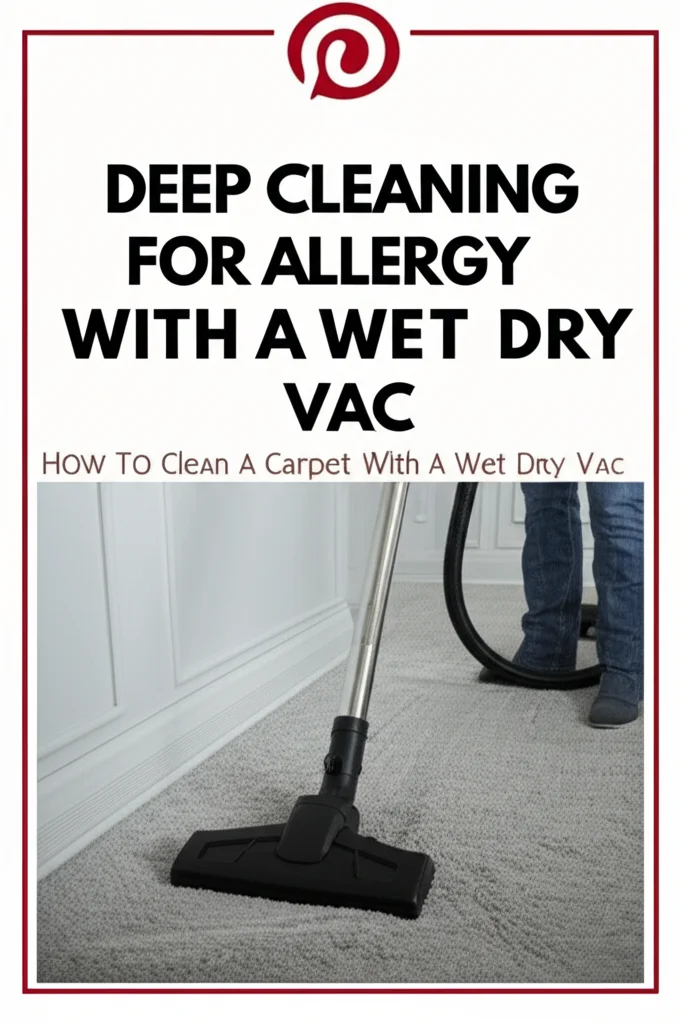 DEEP CLEANING
FOR ALLERGY
WITH A WET DRY
VAC
How To Clean A Carpet With A Wet Dry Vac